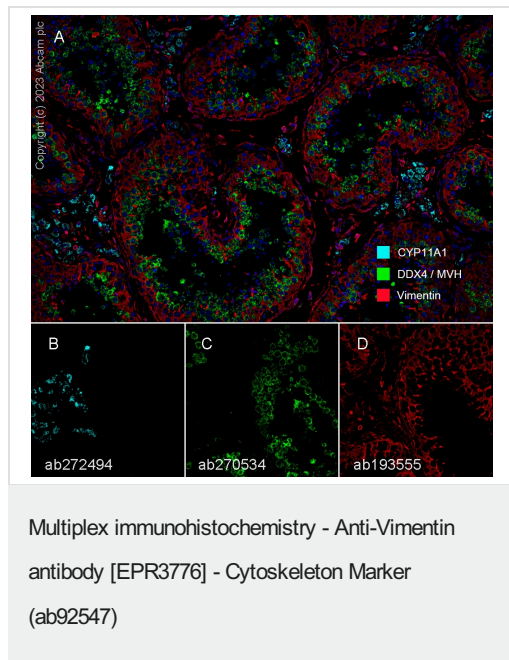 A
Copyright (c) 2023 Abcam plc
CYP11A1
DDX4 / MVH
Vimentin
B
ab272494
C
ab270534
D
ab193555
Multiplex immunohistochemistry - Anti-Vimentin
antibody [EPR3776] - Cytoskeleton Marker
(ab92547)